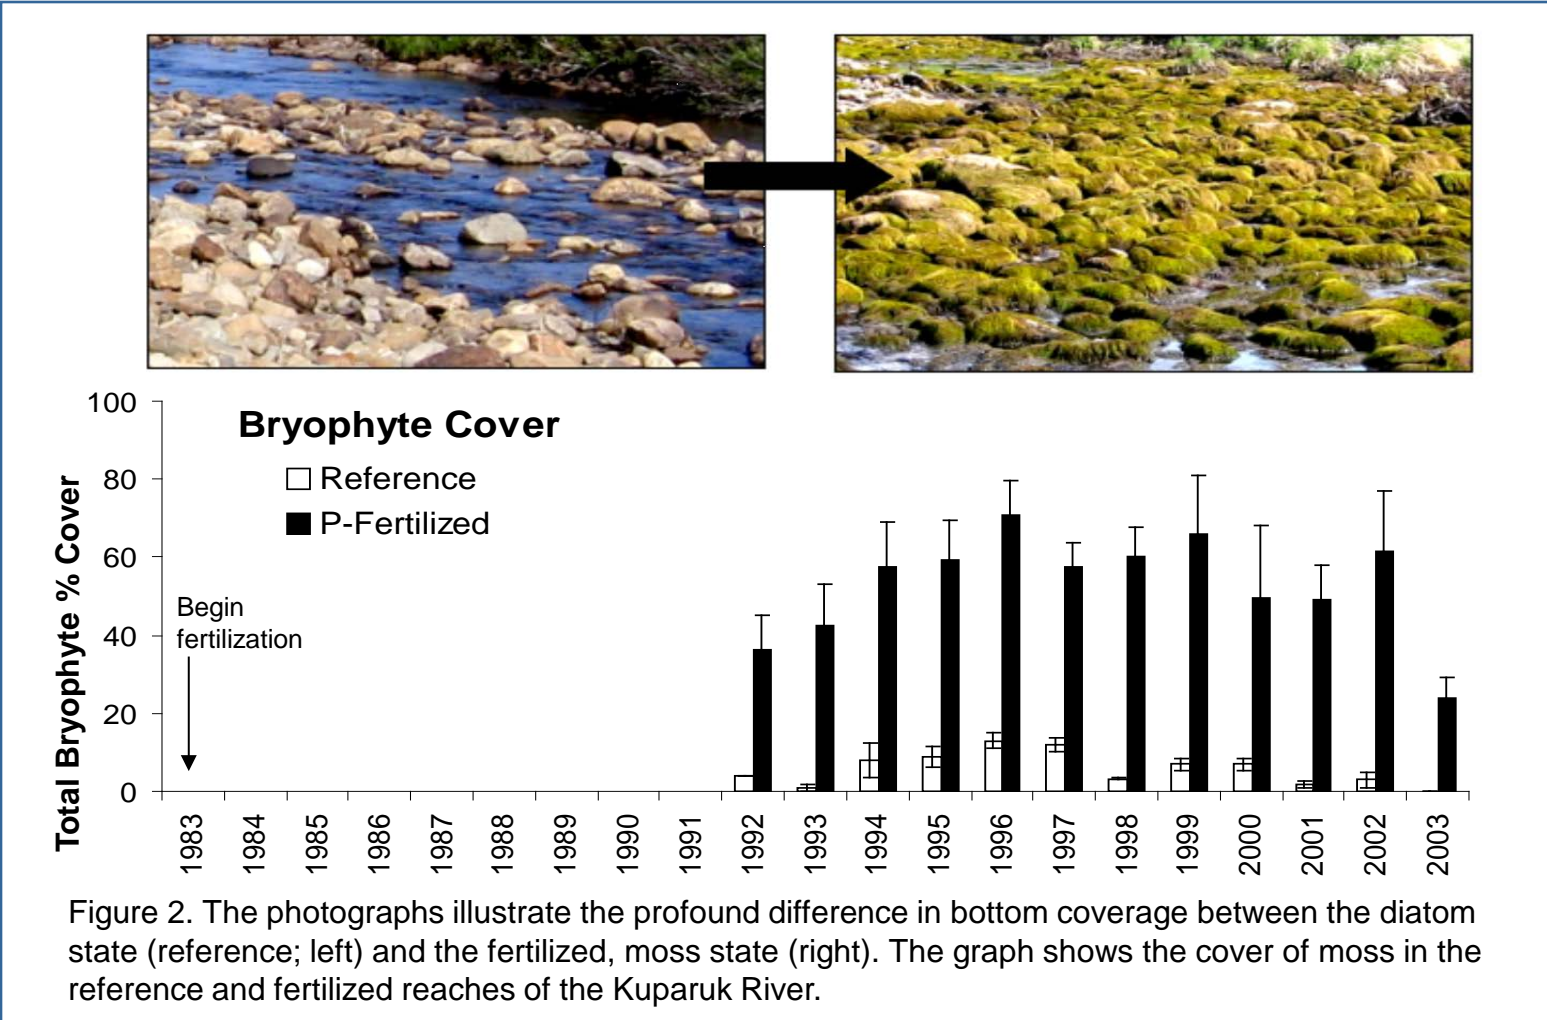 100
Bryophyte Cover
80
Reference
P-Fertilized
60
Begin
fertilization
40
20
0
Total Bryophyte % Cover
1983 1984 1985 1986 1987 1988 1989 1990 1991 1992 1993 1994 1995 1996 1997 1998 1999 2000 2001 2002 2003
Figure 2. The photographs illustrate the profound difference in bottom coverage between the diatom
state (reference; left) and the fertilized, moss state (right). The graph shows the cover of moss in the
reference and fertilized reaches of the Kuparuk River.